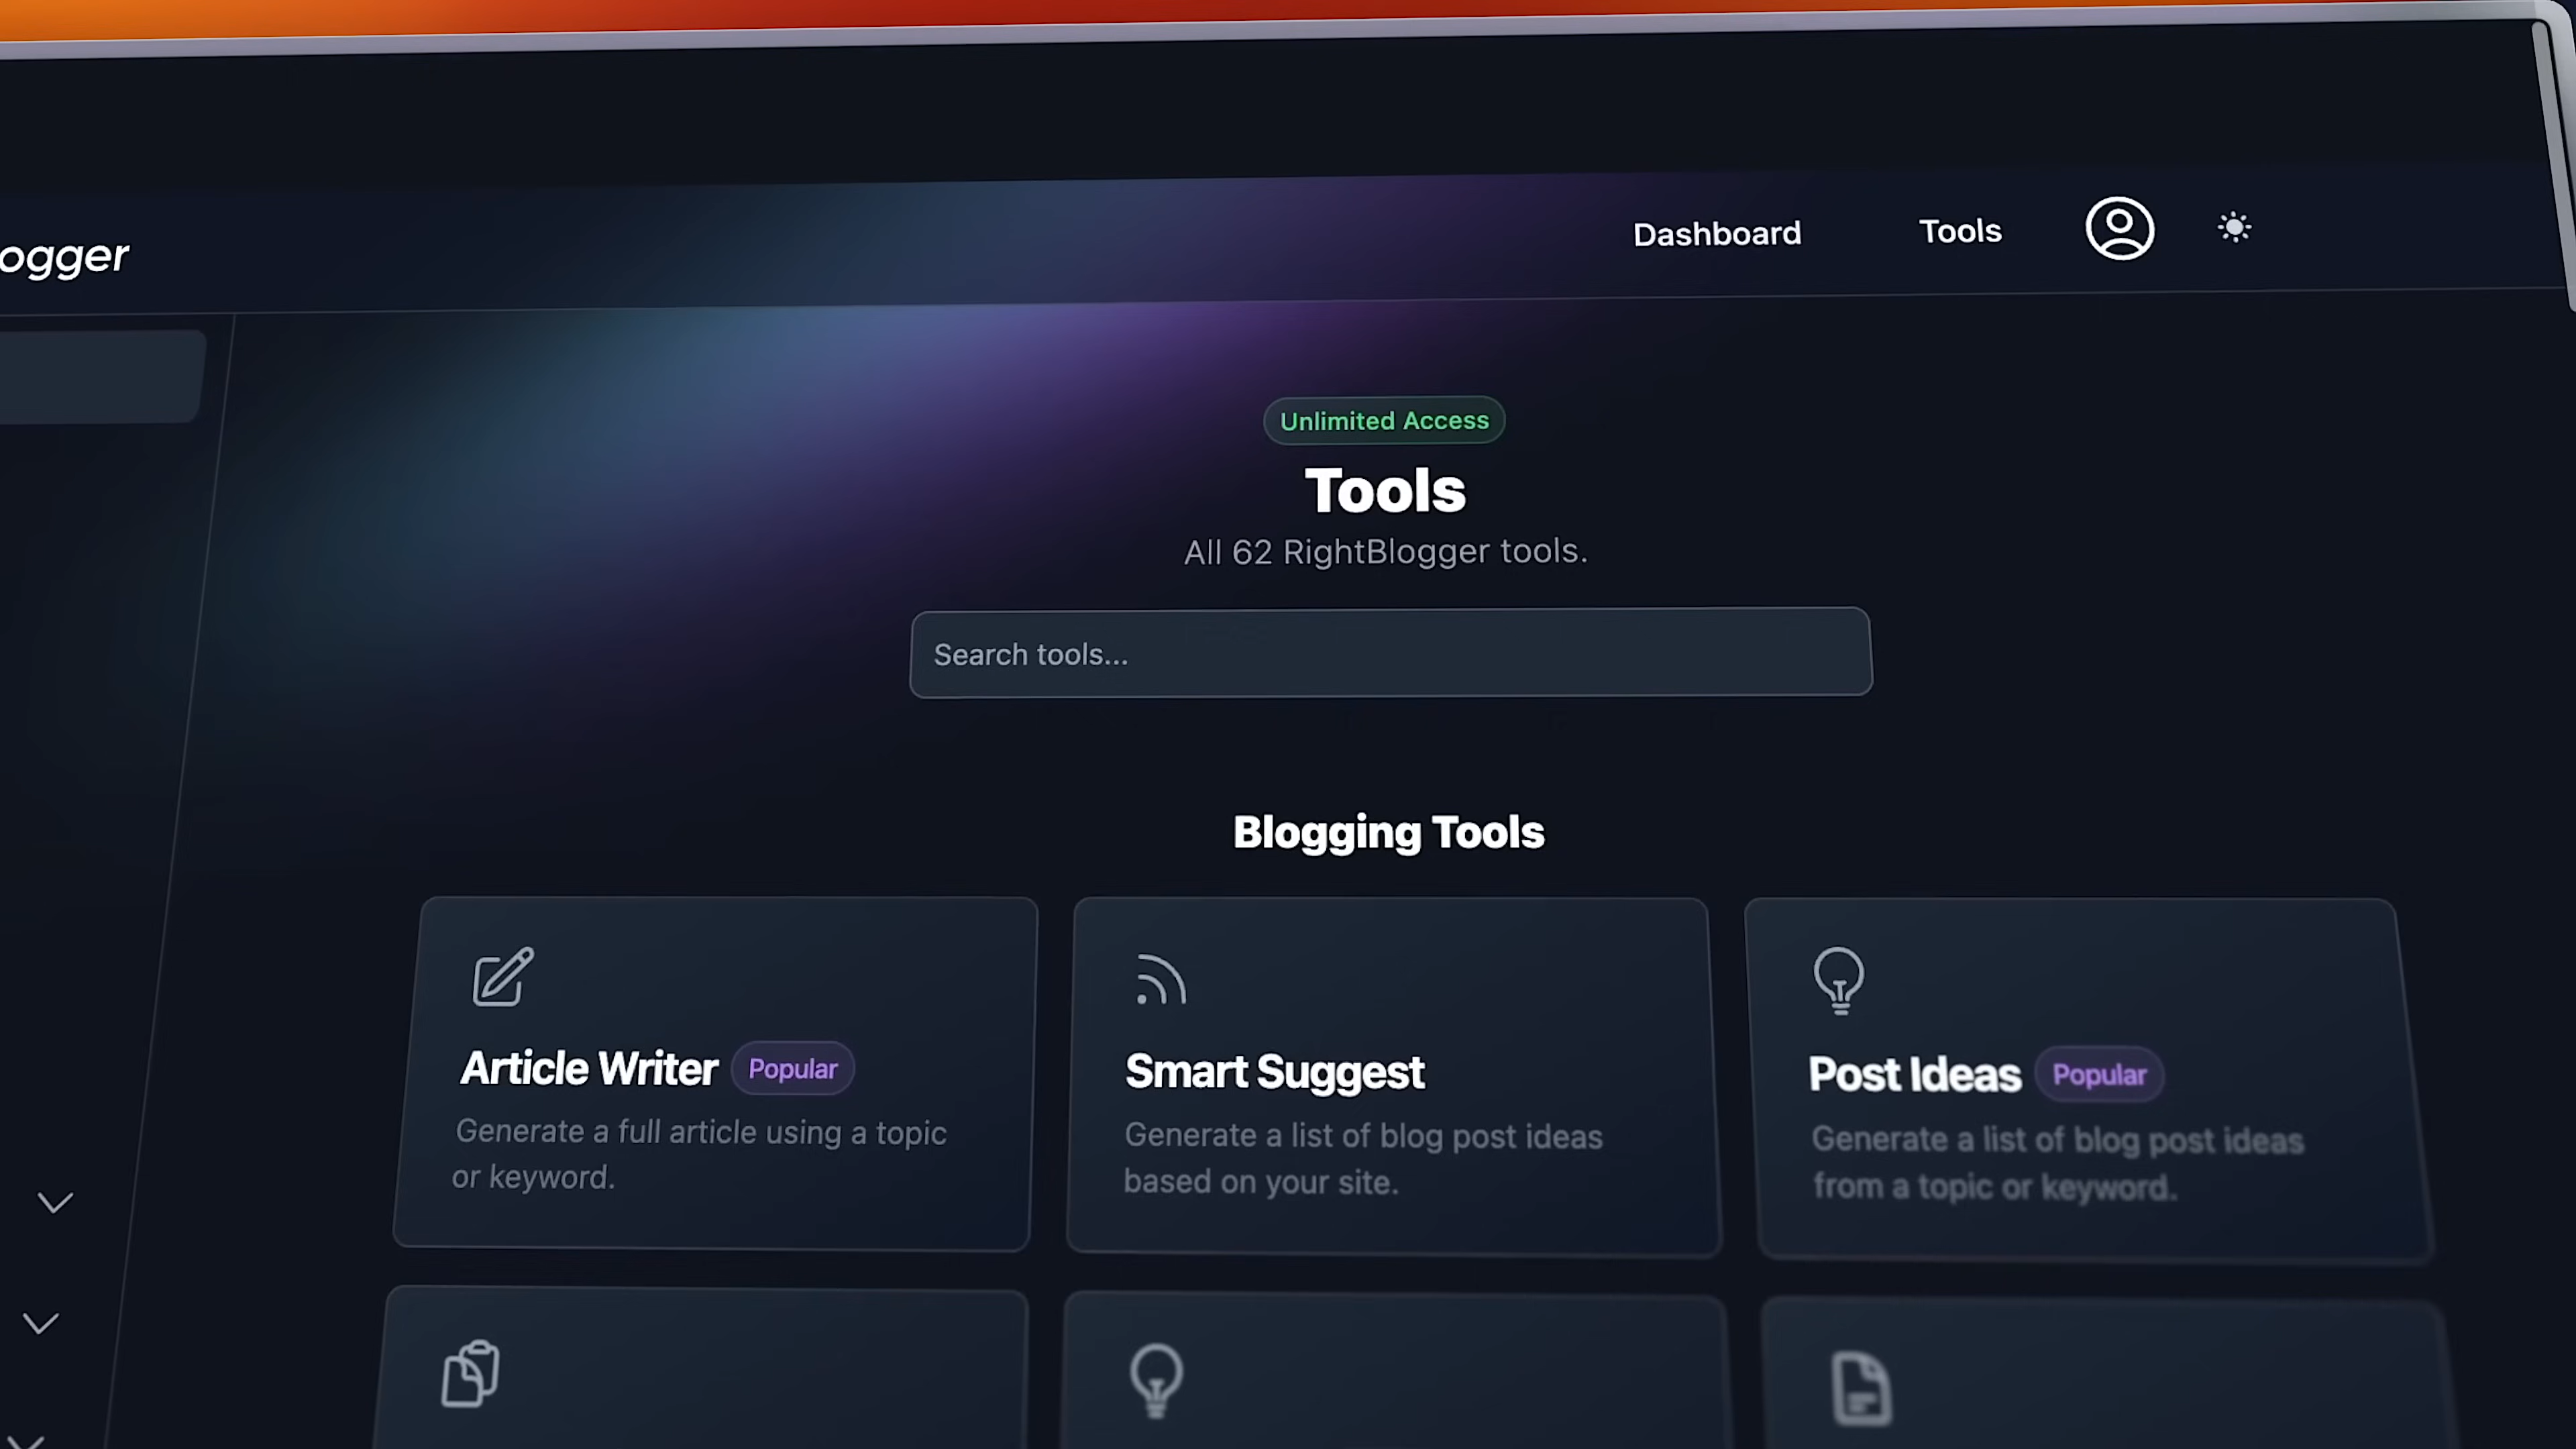 ogger
Dashboard
Tools
Unlimited Access
Tools
All 62 RightBlogger tools.
Search tools...
Blogging Tools
Article Writer Popular
Generate a full article using a topic
or keyword.
Smart Suggest
Generate a list of blog post ideas
based on your site.
Post Ideas Popular
Generate a list of blog post ideas
from a topic or keyword.